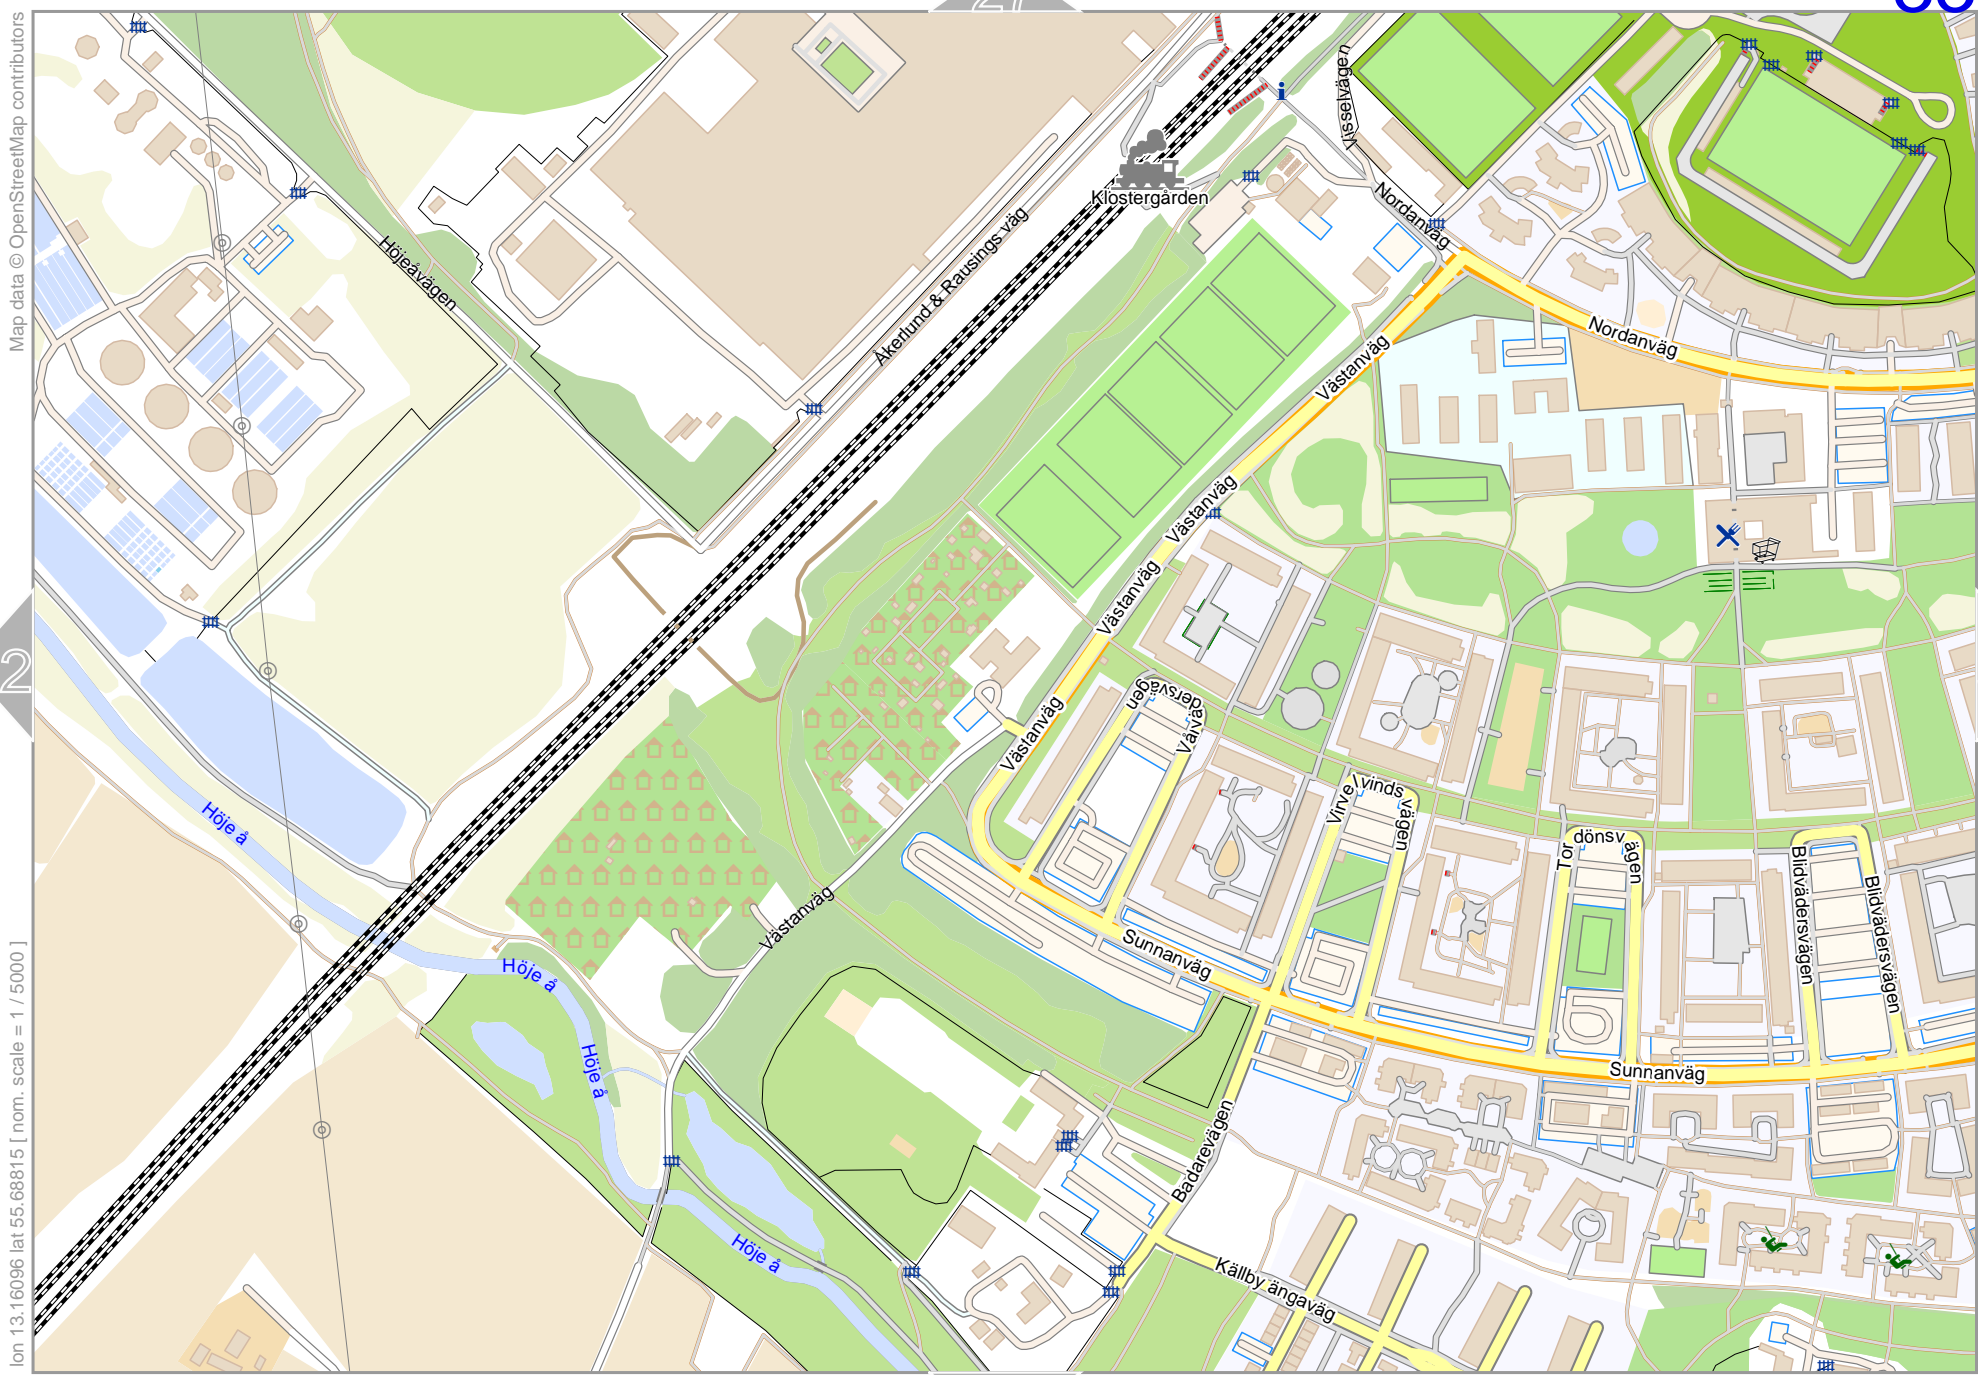 Map data © OpenStreetMap contributors
lon 13.16096 lat 55.68815 [ nom. scale = 1 / 5000 ]
2
Klostergården
Visselvägen
Nordanväg
Nordanväg
Höjeåvägen
Åkerlund & Rausings väg
Västanväg
Västanväg
Västanväg
Västanväg
Västanväg
Vårvädersvägen
Virvelvindsvägen
Tordönsvägen
Blidvädersvägen
Blidvädersvägen
Höje å
Höje å
Höje å
Höje å
Sunnanväg
Sunnanväg
Badarevägen
Källby ängaväg